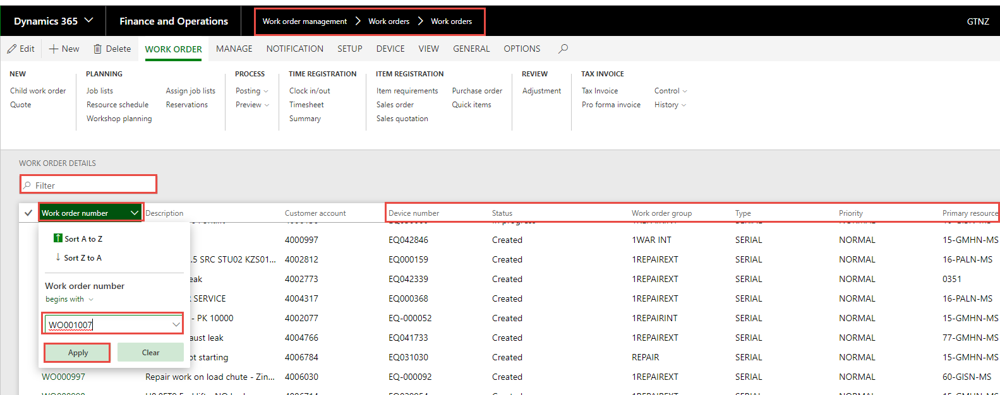 Dynamics 365 Finance and Operations Work order management Work orders Work orders GTNZ
Edit New Delete WORK ORDER MANAGE NOTIFICATION SETUP DEVICE VIEW GENERAL OPTIONS
NEW PLANNING PROCESS TIME REGISTRATION ITEM REGISTRATION REVIEW TAX INVOICE
Child work order Job lists Assign job lists Posting Clock in/out Item requirements Purchase order Adjustment Tax Invoice Control
Quote Resource schedule Reservations Preview Timesheet Sales order Quick items Pro forma invoice History
Workshop planning Summary Sales quotation
WORK ORDER DETAILS
Filter
Work order number Description Customer account Device number Status Work order group Type Priority Primary resource
Sort A to Z
Sort Z to A
Work order number
begins with
WO001007
Apply Clear
4000997 EQ042846 Created 1WAR INT SERIAL NORMAL 15-GMHN-MS
.5 SRC STU02 KZS01... 4002812 EQ000159 Created 1REPAIREXT SERIAL NORMAL 16-PALN-MS
eak 4002773 EQ042339 Created 1REPAIREXT SERIAL NORMAL 0351
SERVICE 4004317 EQ000368 Created 1REPAIREXT SERIAL NORMAL 16-PALN-MS
- PK 10000 4002077 EQ-000052 Created 1REPAIRINT SERIAL NORMAL 15-GMHN-MS
aust leak 4004766 EQ041733 Created 1REPAIREXT SERIAL NORMAL 77-GMHN-MS
ot starting 4006784 EQ031030 Created REPAIR SERIAL NORMAL 15-GMHN-MS
WO000997 Repair work on load chute - Zin... 4006030 EQ-000092 Created 1REPAIREXT SERIAL NORMAL 60-GISN-MS